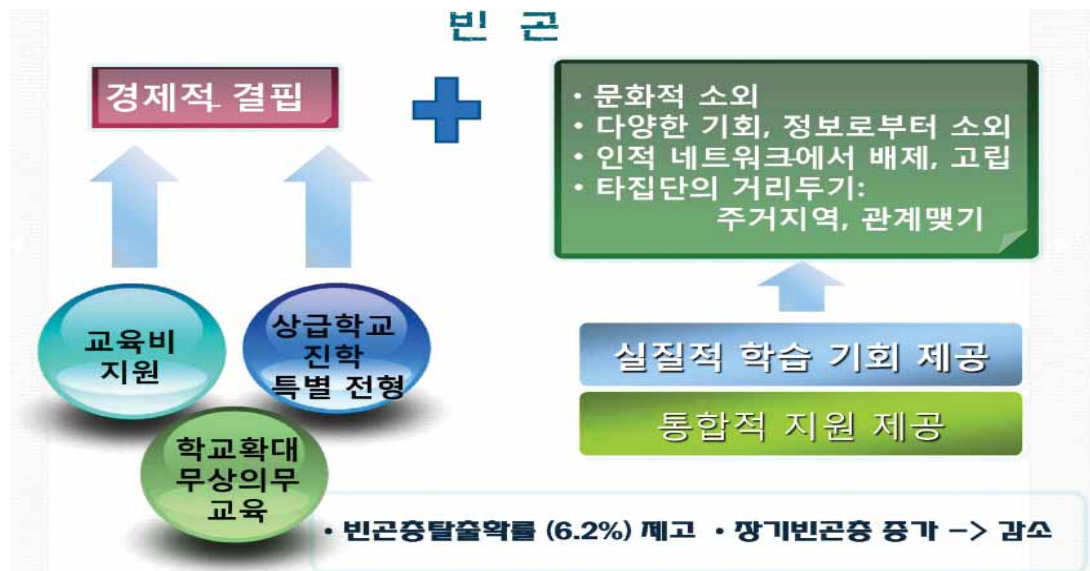 빈 곤
경제적 결핍
• 문화적 소외
• 다양한 기회, 정보로부터 소외
• 인적 네트워크에서 배제, 고립
• 타집단의 거리두기:
주거지역, 관계맺기
교육비
지원
상급학교
진학
특별 전형
학교확대
무상의무
교육
실질적 학습 기회 제공
통합적 지원 제공
• 빈곤층탈출확률 (6.2%) 제고 • 장기빈곤층 증가 –> 감소